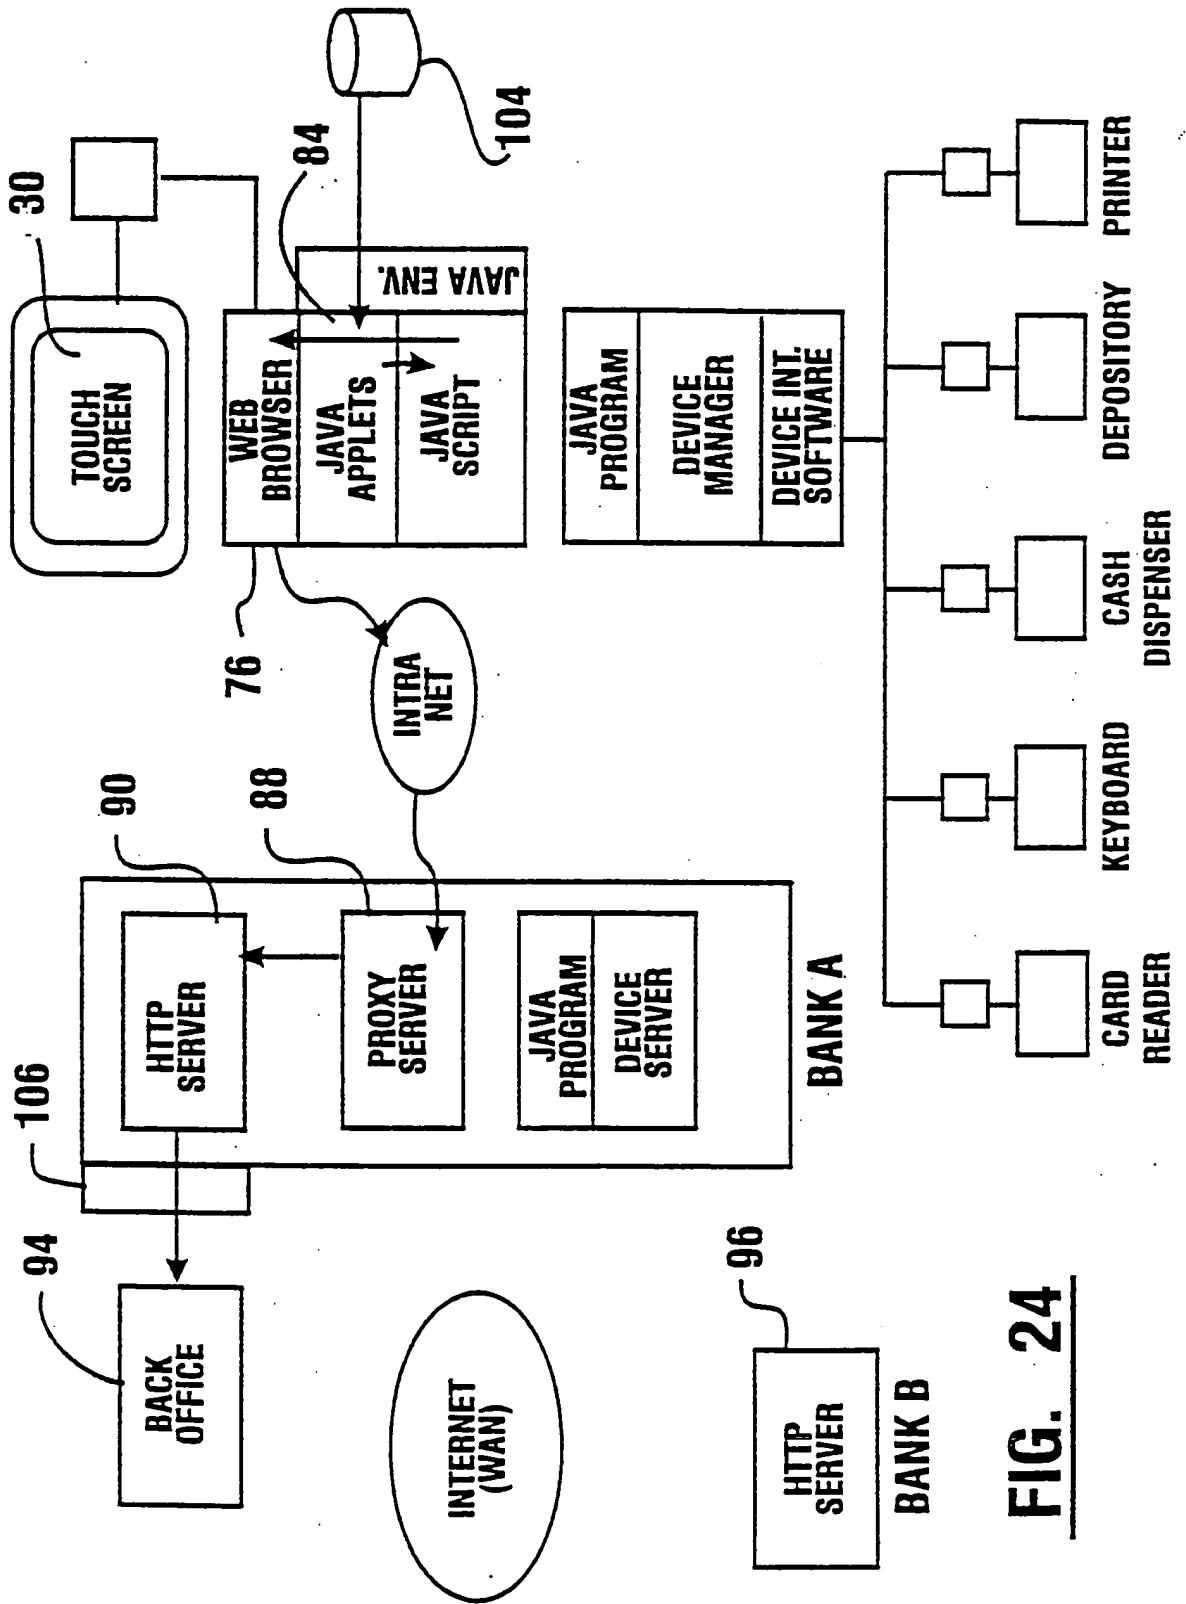 94
106
90
30
BACK
OFFICE
HTTP
SERVER
TOUCH
SCREEN
88
76
84
PROXY
SERVER
INTRA
NET
WEB
BROWSER
JAVA
APPLETS
JAVA
SCRIPT
JAVA ENV.
104
INTERNET
(WAN)
JAVA
PROGRAM
DEVICE
SERVER
BANK A
JAVA
PROGRAM
DEVICE
MANAGER
DEVICE INT.
SOFTWARE
96
HTTP
SERVER
BANK B
CARD
READER
KEYBOARD
CASH
DISPENSER
DEPOSITORY
PRINTER
FIG. 24